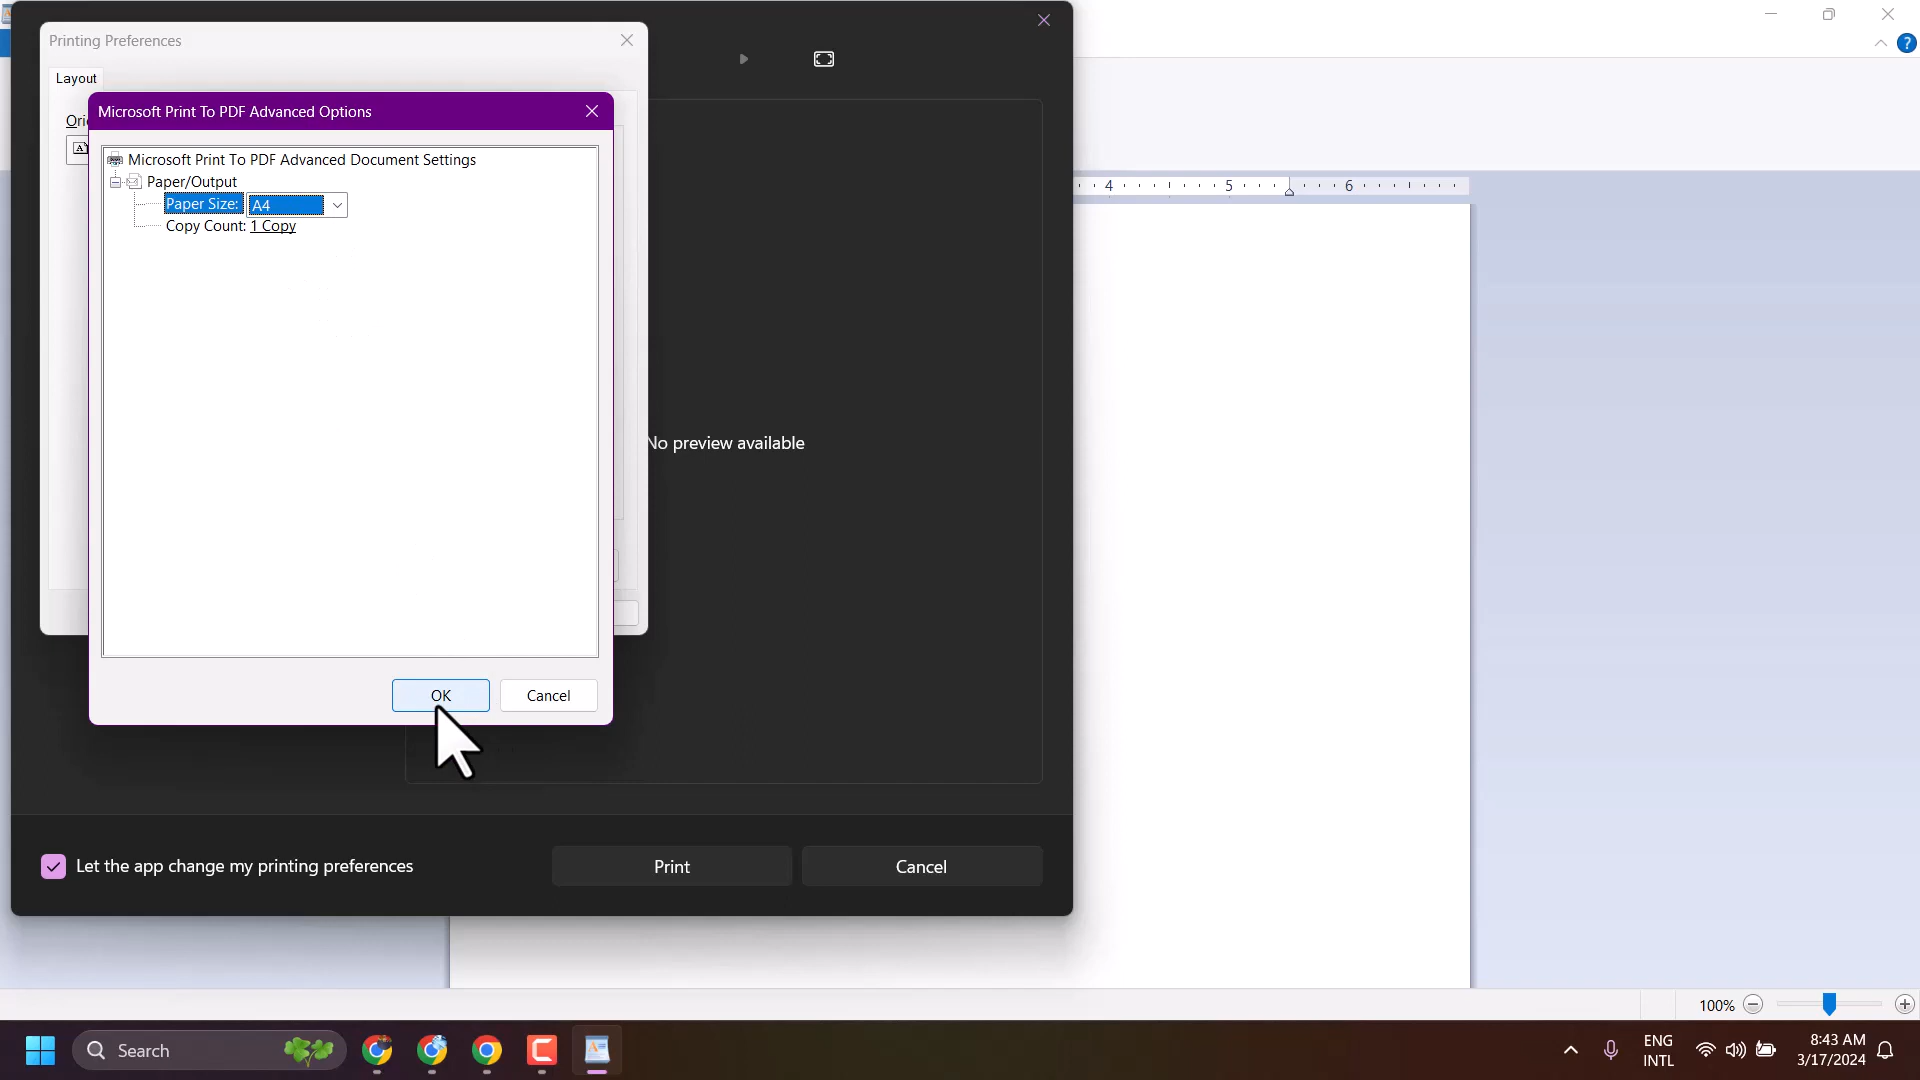 Printing Preferences
Layout
Ori
Microsoft Print To PDF Advanced Options
Microsoft Print To PDF Advanced Document Settings
Paper/Output
Paper Size: A4
Copy Count: 1 Copy
OK
Cancel
No preview available
Let the app change my printing preferences
Print
Cancel
4 5 6
100%
Search
ENG
INTL
8:43 AM
3/17/2024